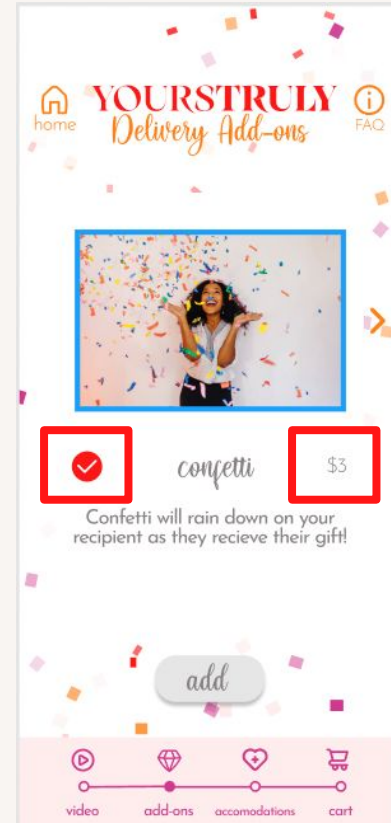 YOURSTRULY
home
Delivery Add-ons
FAQ
confetti
$3
Confetti will rain down on your
recipient as they recieve their gift!
add
video add-ons accomodations cart